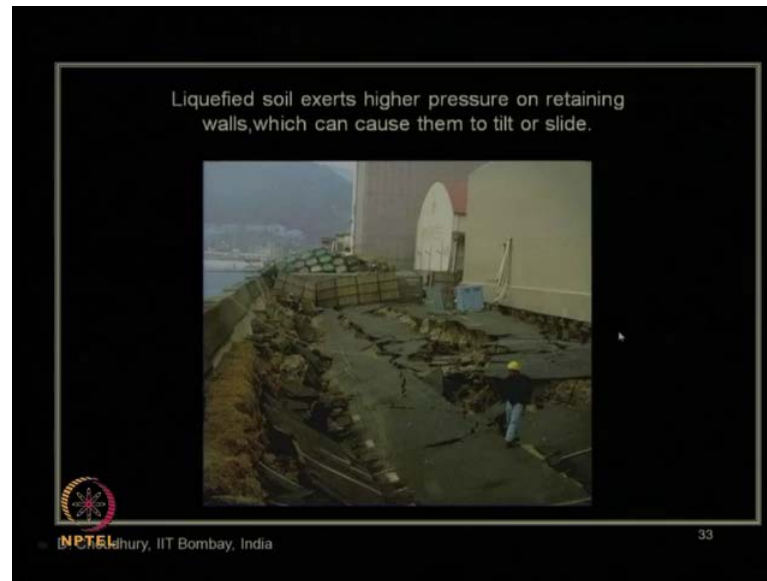 Liquefied soil exerts higher pressure on retaining
walls,which can cause them to tilt or slide.
NPTEL
hury, IIT Bombay, India
33